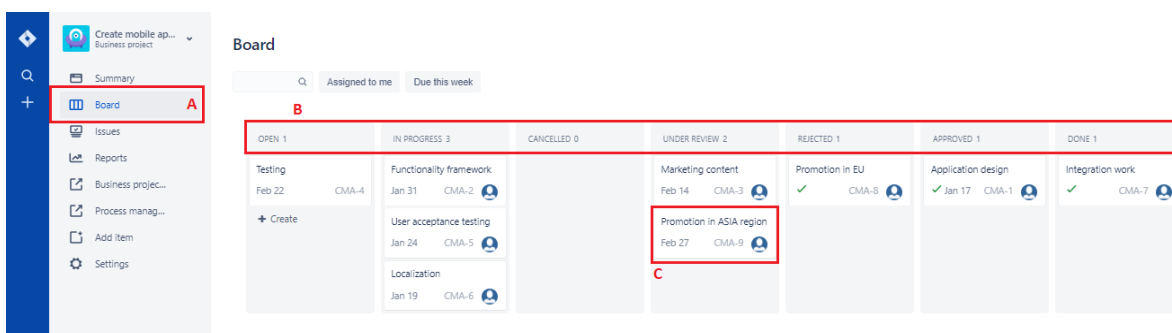 Create mobile ap...
Business project
Summary
Board
A
Issues
Reports
Business projec...
Process manag...
Add item
Settings
Board
Assigned to me
Due this week
B
OPEN 1
IN PROGRESS 3
CANCELLED 0
UNDER REVIEW 2
REJECTED 1
APPROVED 1
DONE 1
Testing
Feb 22 CMA-4
+ Create
Functionality framework
Jan 31 CMA-2
User acceptance testing
Jan 24 CMA-5
Localization
Jan 19 CMA-6
Marketing content
Feb 14 CMA-3
Promotion in ASIA region
Feb 27 CMA-9
C
Promotion in EU
CMA-8
Application design
Jan 17 CMA-1
Integration work
CMA-7